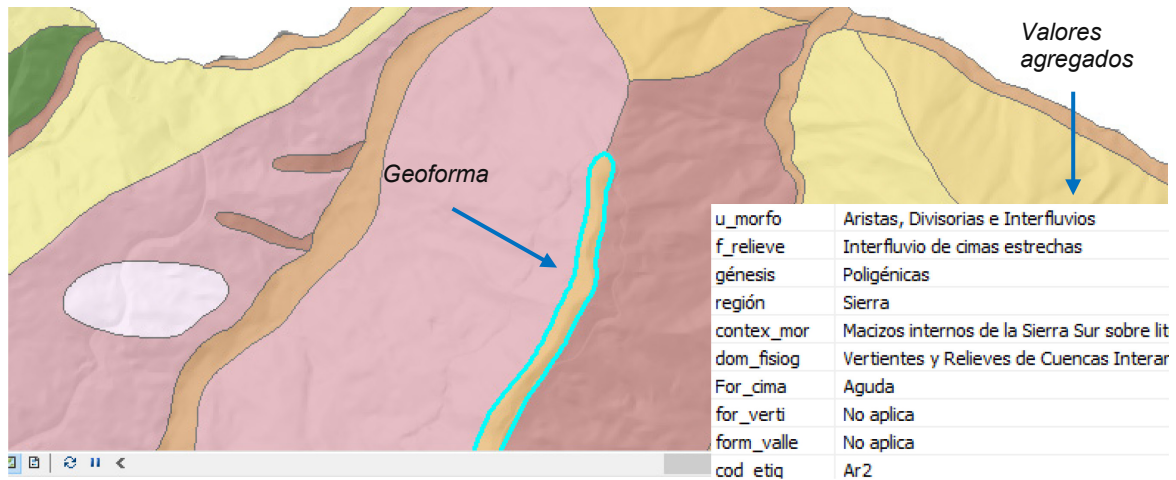 Valores
agregados
Geoforma
u_morfo Aristas, Divisorias e Interfluvios
f_relieve Interfluvio de cimas estrechas
génesis Poligénicas
región Sierra
contex_mor Macizos internos de la Sierra Sur sobre lit
dom_fisiog Vertientes y Relieves de Cuencas Interar
For_cima Aguda
for_verti No aplica
form_valle No aplica
cod_etiq Ar2